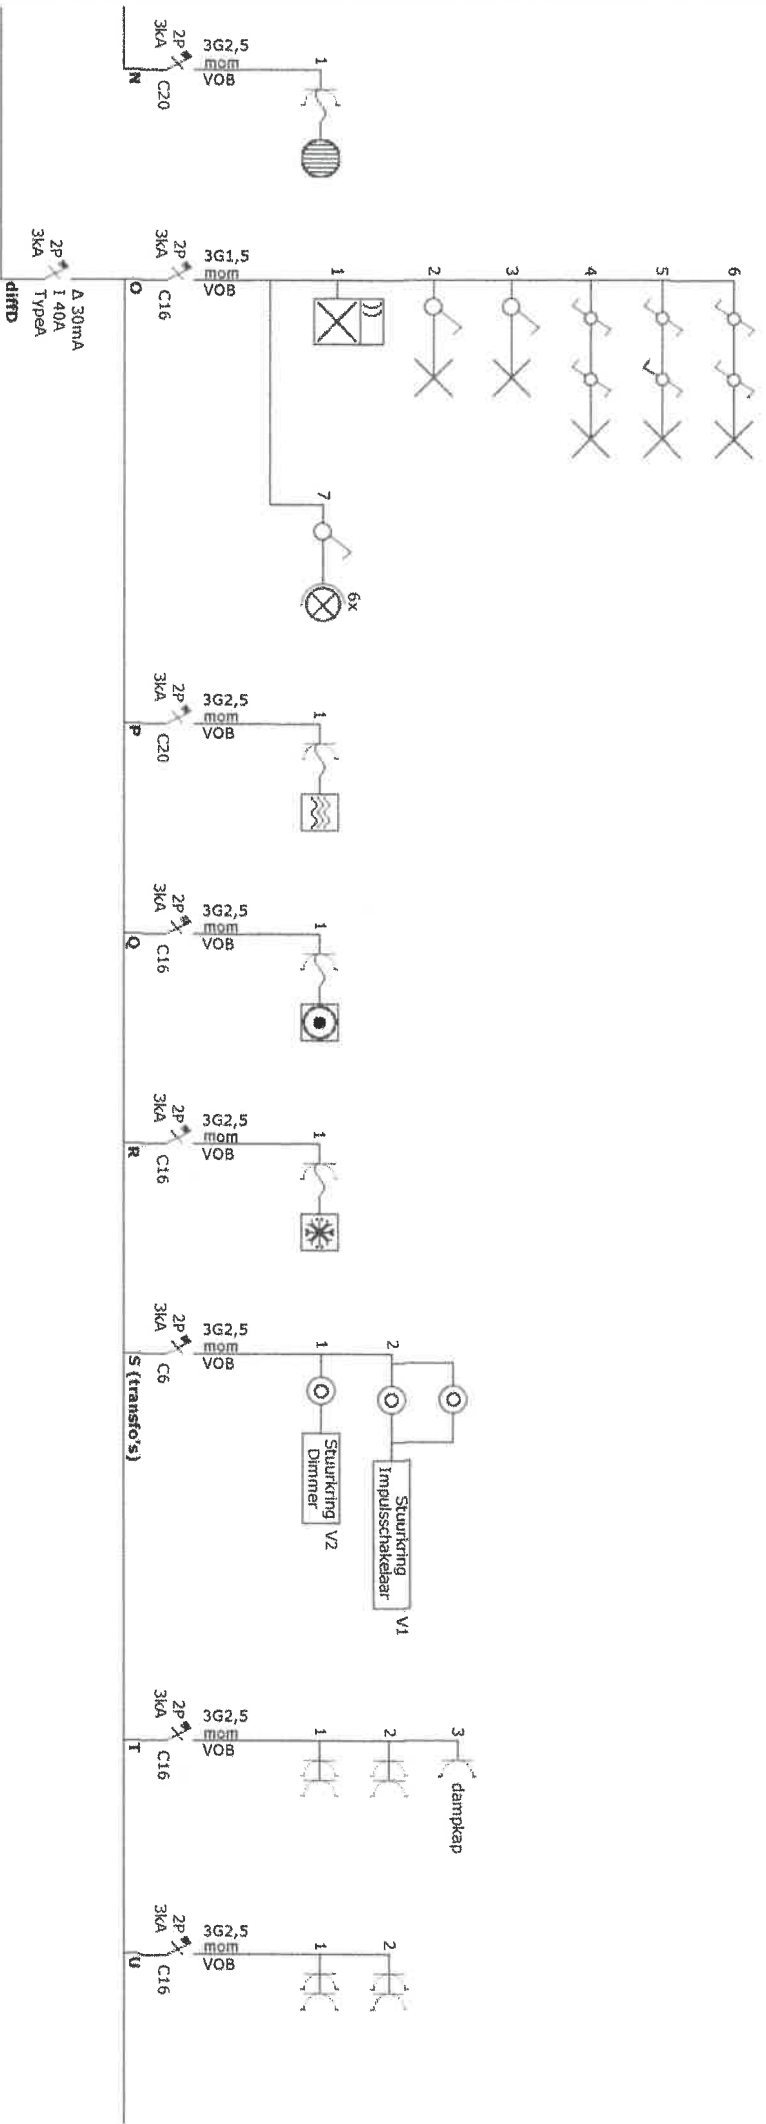 1
3G2,5
mom
VOB
2P
3kA
C20
N
6
5
4
3
2
1
7
6x
3G1,5
mom
VOB
2P
3kA
C16
O
Δ 30mA
I 40A
TypeA
2P
3kA
diffD
1
3G2,5
mom
VOB
2P
3kA
C20
P
1
3G2,5
mom
VOB
2P
3kA
C16
Q
1
3G2,5
mom
VOB
2P
3kA
C16
R
2
1
Stuurkring
Impulsschakelaar
V1
Stuurkring
Dimmer
V2
3G2,5
mom
VOB
2P
3kA
C6
S (transfo's)
3
dampkap
2
1
3G2,5
mom
VOB
2P
3kA
C16
T
2
1
3G2,5
mom
VOB
2P
3kA
C16
U